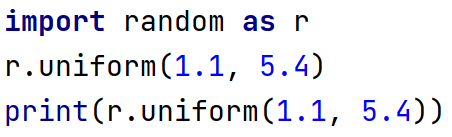 import random as r
r.uniform(1.1, 5.4)
print(r.uniform(1.1, 5.4))